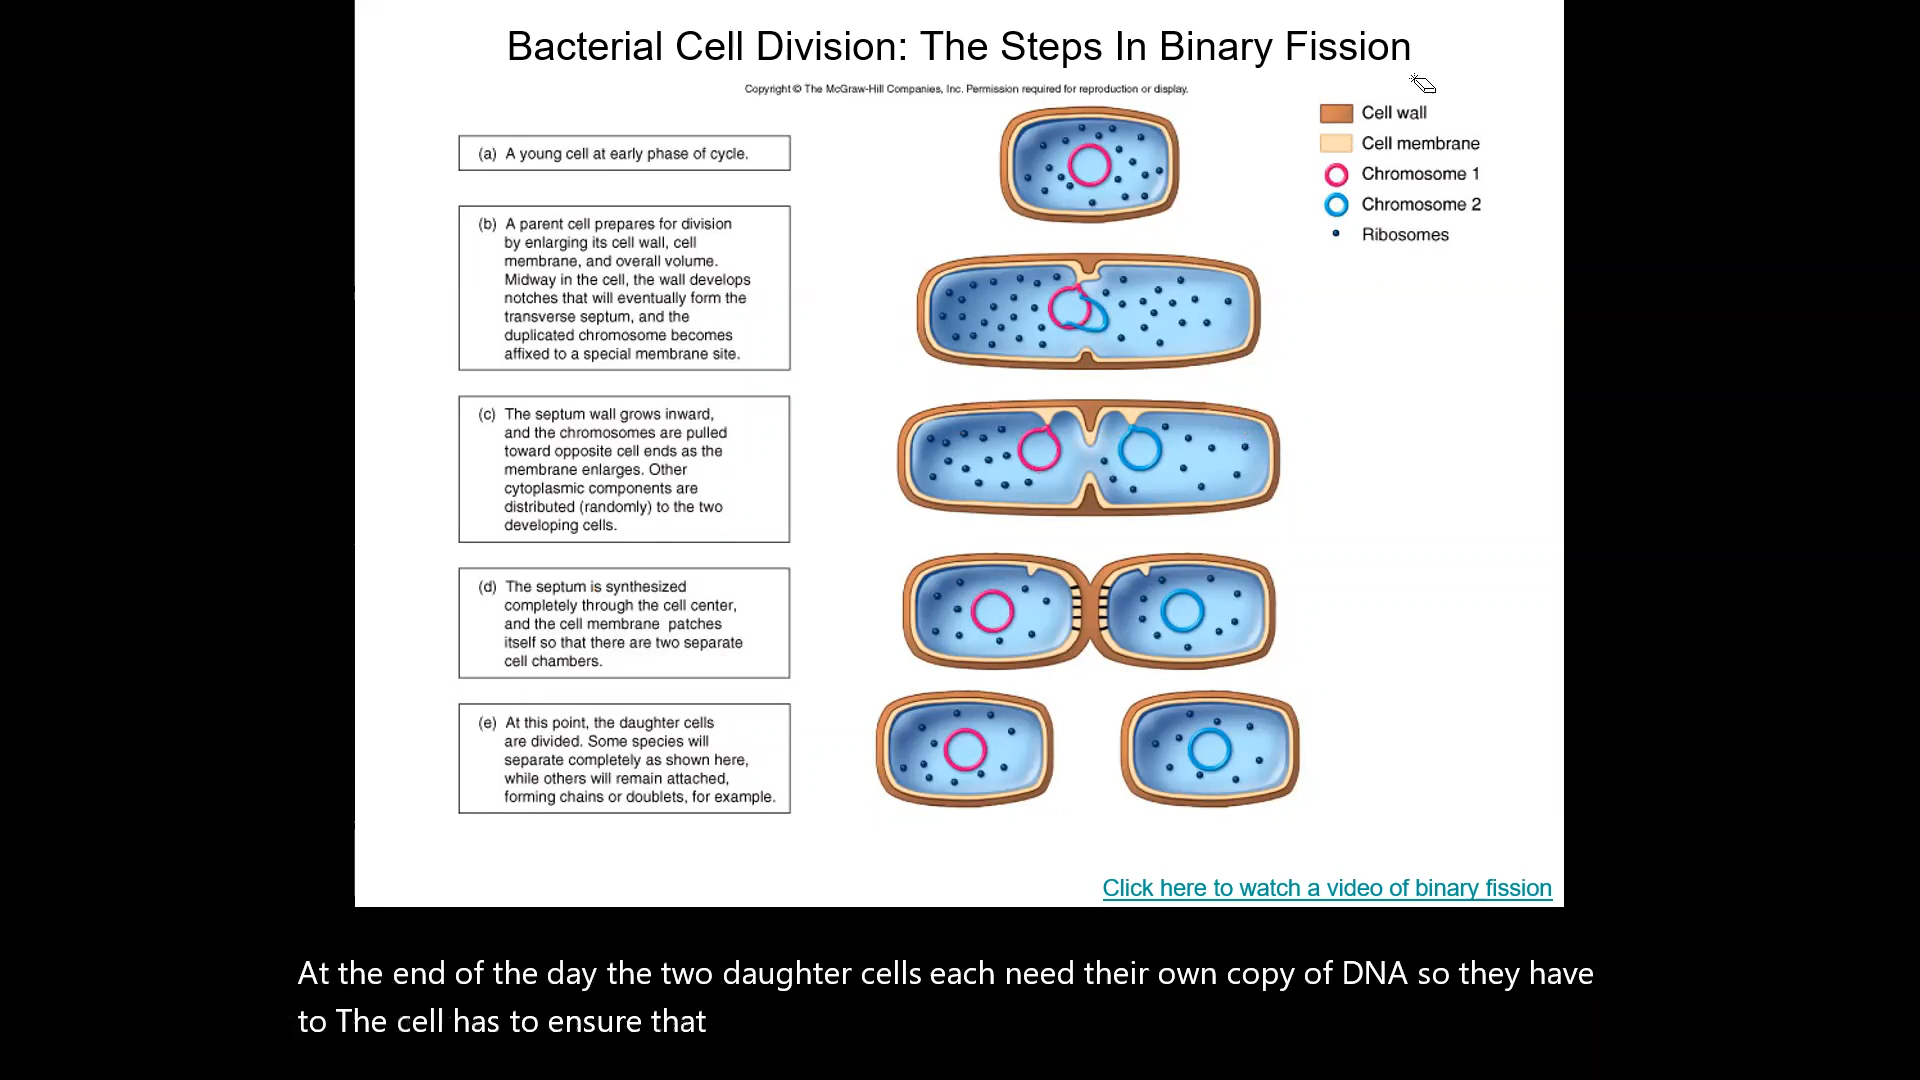 Bacterial Cell Division: The Steps In Binary Fission
Copyright © The McGraw-Hill Companies, Inc. Permission required for reproduction or display.
(a) A young cell at early phase of cycle.
(b) A parent cell prepares for division
by enlarging its cell wall, cell
membrane, and overall volume.
Midway in the cell, the wall develops
notches that will eventually form the
transverse septum, and the
duplicated chromosome becomes
affixed to a special membrane site.
(c) The septum wall grows inward,
and the chromosomes are pulled
toward opposite cell ends as the
membrane enlarges. Other
cytoplasmic components are
distributed (randomly) to the two
developing cells.
(d) The septum is synthesized
completely through the cell center,
and the cell membrane patches
itself so that there are two separate
cell chambers.
(e) At this point, the daughter cells
are divided. Some species will
separate completely as shown here,
while others will remain attached,
forming chains or doublets, for example.
Cell wall
Cell membrane
Chromosome 1
Chromosome 2
Ribosomes
Click here to watch a video of binary fission
At the end of the day the two daughter cells each need their own copy of DNA so they have
to The cell has to ensure that